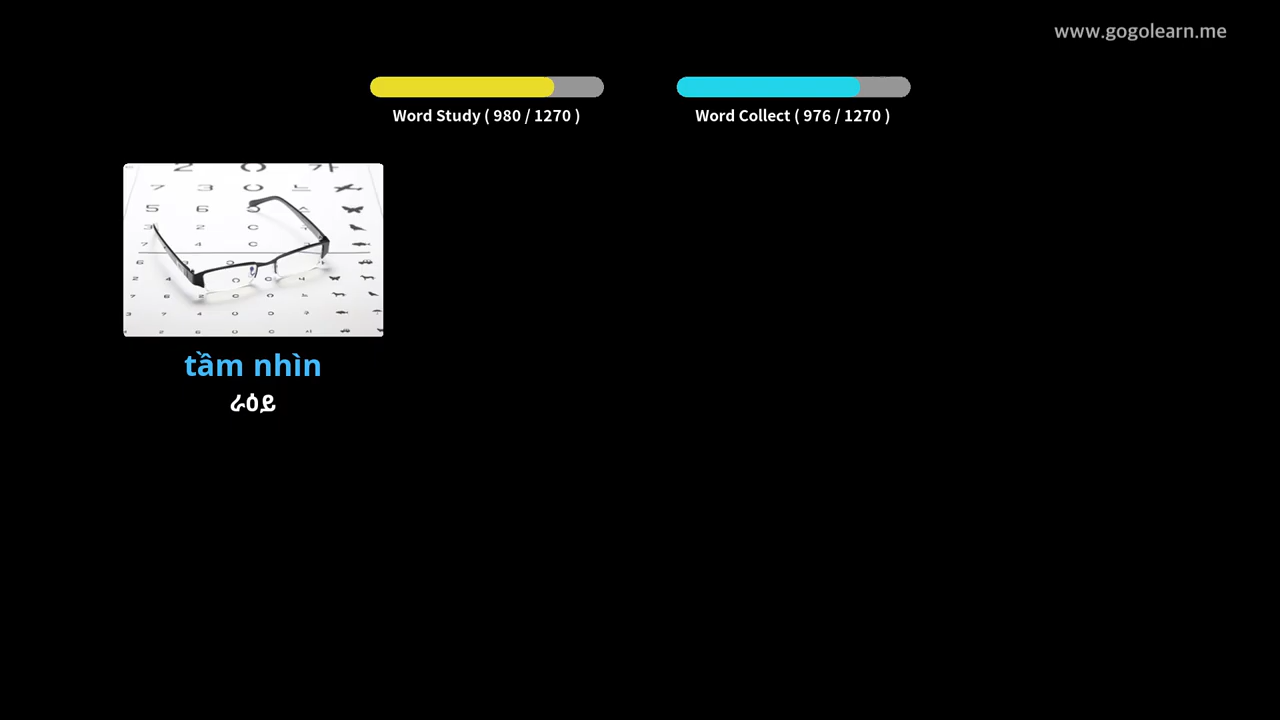 www.gogolearn.me
Word Study ( 980 / 1270 )
Word Collect ( 976 / 1270 )
tầm nhìn
ራዕይ